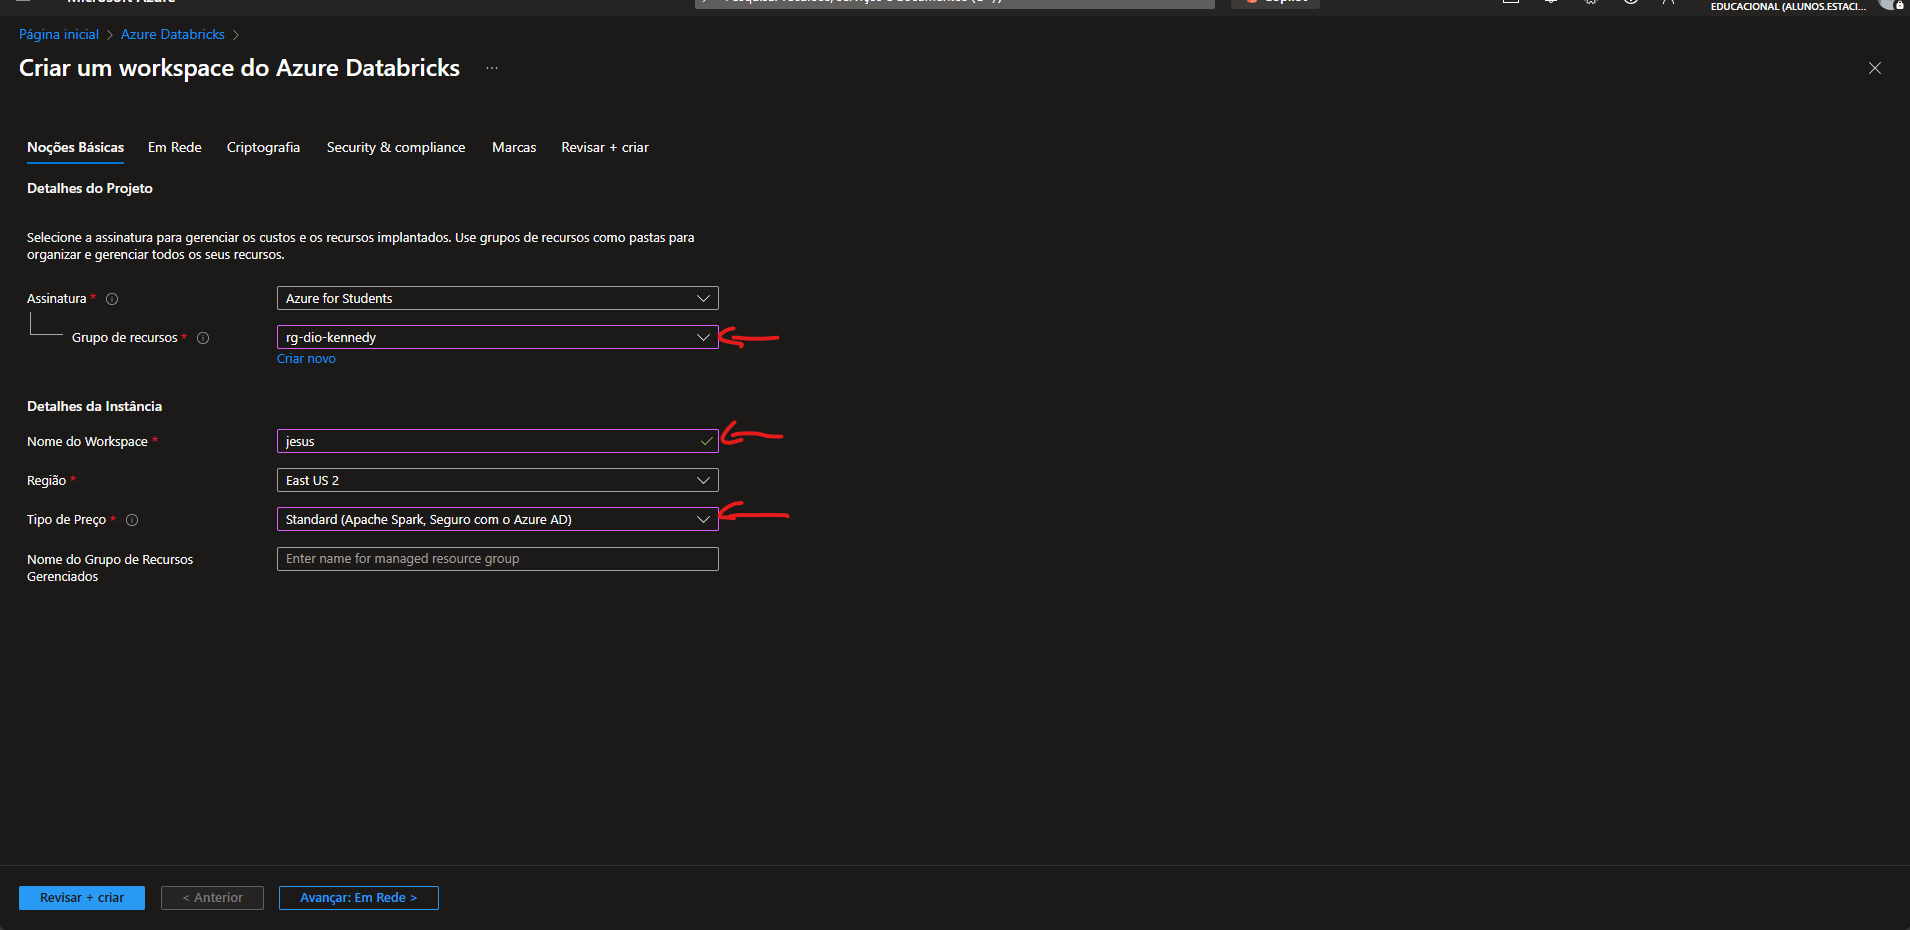 Microsoft Azure
EDUCACIONAL (ALUNOS.ESTACI...
Página inicial > Azure Databricks >
Criar um workspace do Azure Databricks ...
Noções Básicas Em Rede Criptografia Security & compliance Marcas Revisar + criar
Detalhes do Projeto
Selecione a assinatura para gerenciar os custos e os recursos implantados. Use grupos de recursos como pastas para
organizar e gerenciar todos os seus recursos.
Assinatura * Azure for Students
Grupo de recursos * rg-dio-kennedy
Criar novo
Detalhes da Instância
Nome do Workspace * jesus
Região * East US 2
Tipo de Preço * Standard (Apache Spark, Seguro com o Azure AD)
Nome do Grupo de Recursos
Gerenciados
Enter name for managed resource group
Revisar + criar < Anterior Avançar: Em Rede >